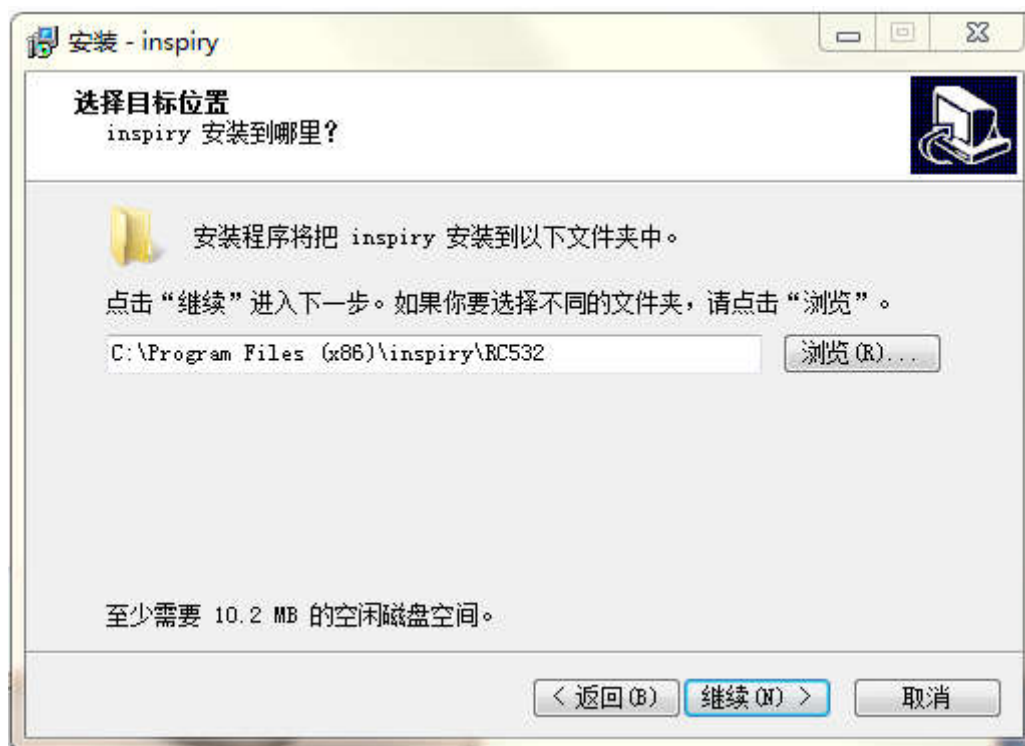 安装 - inspiry
选择目标位置
inspiry 安装到哪里？
安装程序将把 inspiry 安装到以下文件夹中。
点击“继续”进入下一步。如果你要选择不同的文件夹，请点击“浏览”。
C:\Program Files (x86)\inspiry\RC532
浏览(R)...
至少需要 10.2 MB 的空闲磁盘空间。
< 返回(B)
继续(N) >
取消